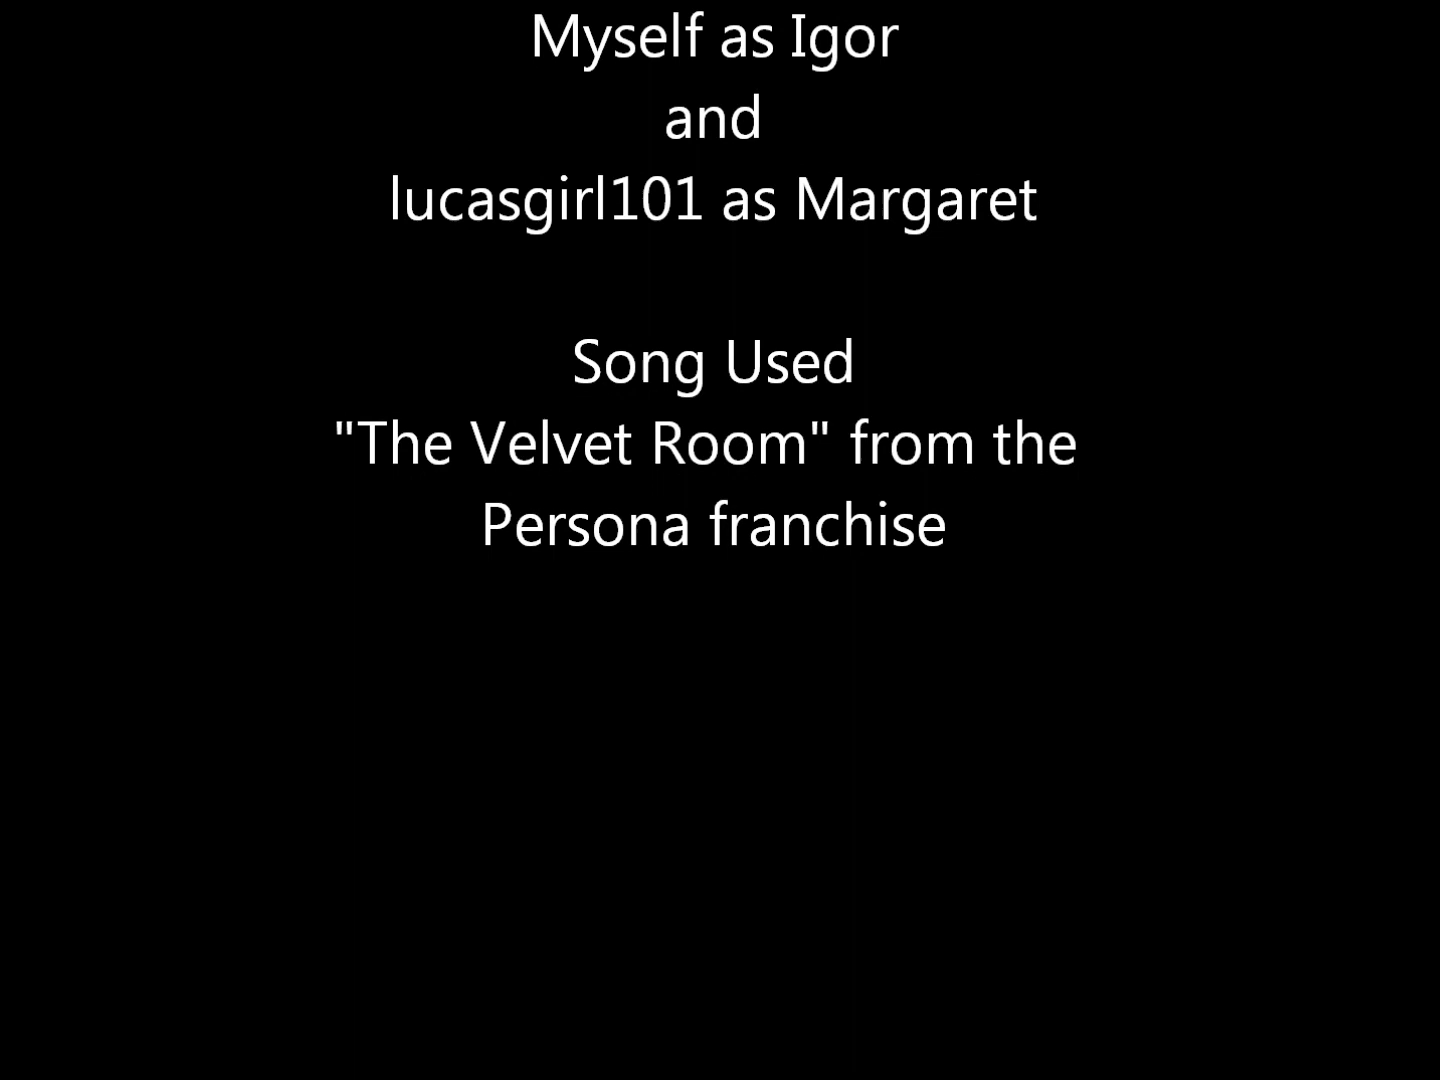 Myself as Igor
and
lucasgirl101 as Margaret
Song Used
"The Velvet Room" from the
Persona franchise